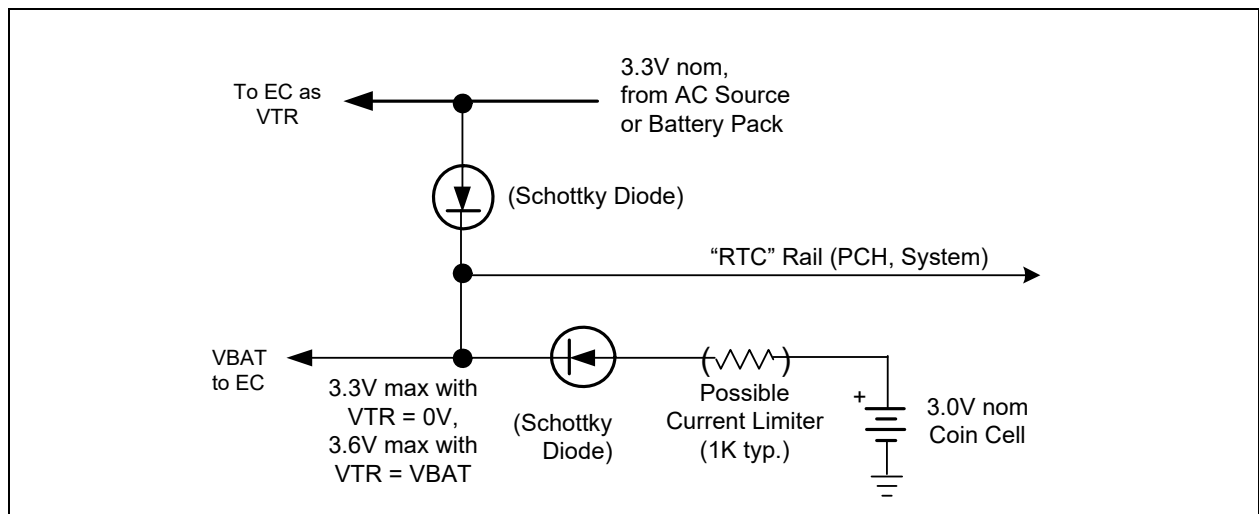 To EC as
VTR
3.3V nom,
from AC Source
or Battery Pack
(Schottky Diode)
“RTC” Rail (PCH, System)
VBAT
to EC
3.3V max with
VTR = 0V,
3.6V max with
VTR = VBAT
(Schottky
Diode)
( )
Possible
Current Limiter
(1K typ.)
+
3.0V nom
Coin Cell